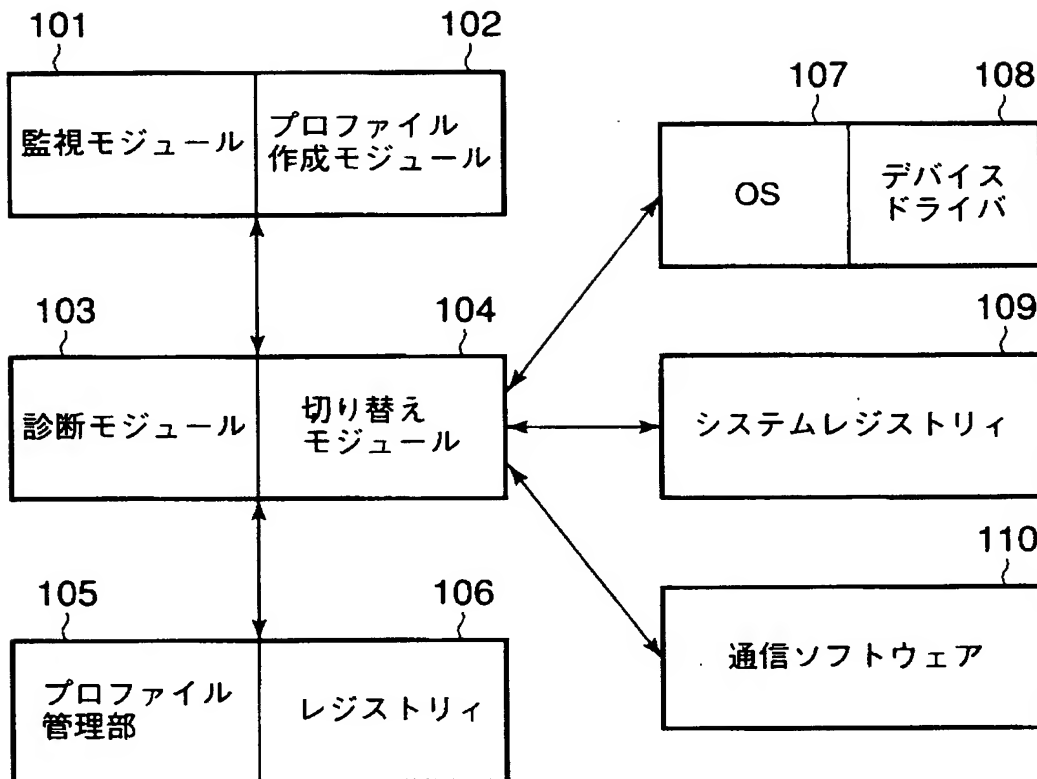 101
102
監視モジュール
プロファイル
作成モジュール
107
108
OS
デバイス
ドライバ
103
104
診断モジュール
切り替え
モジュール
109
システムレジストリィ
105
106
プロファイル
管理部
レジストリィ
110
通信ソフトウェア